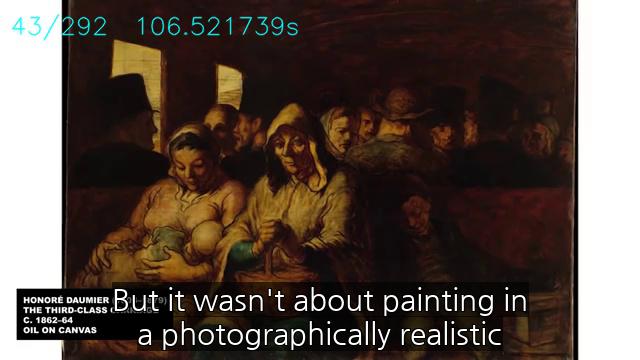 43/292 106.521739s
HONORÉ DAUMIER
THE THIRD-CLASS CARRIAGE
C. 1862-64
OIL ON CANVAS
But it wasn't about painting in
a photographically realistic